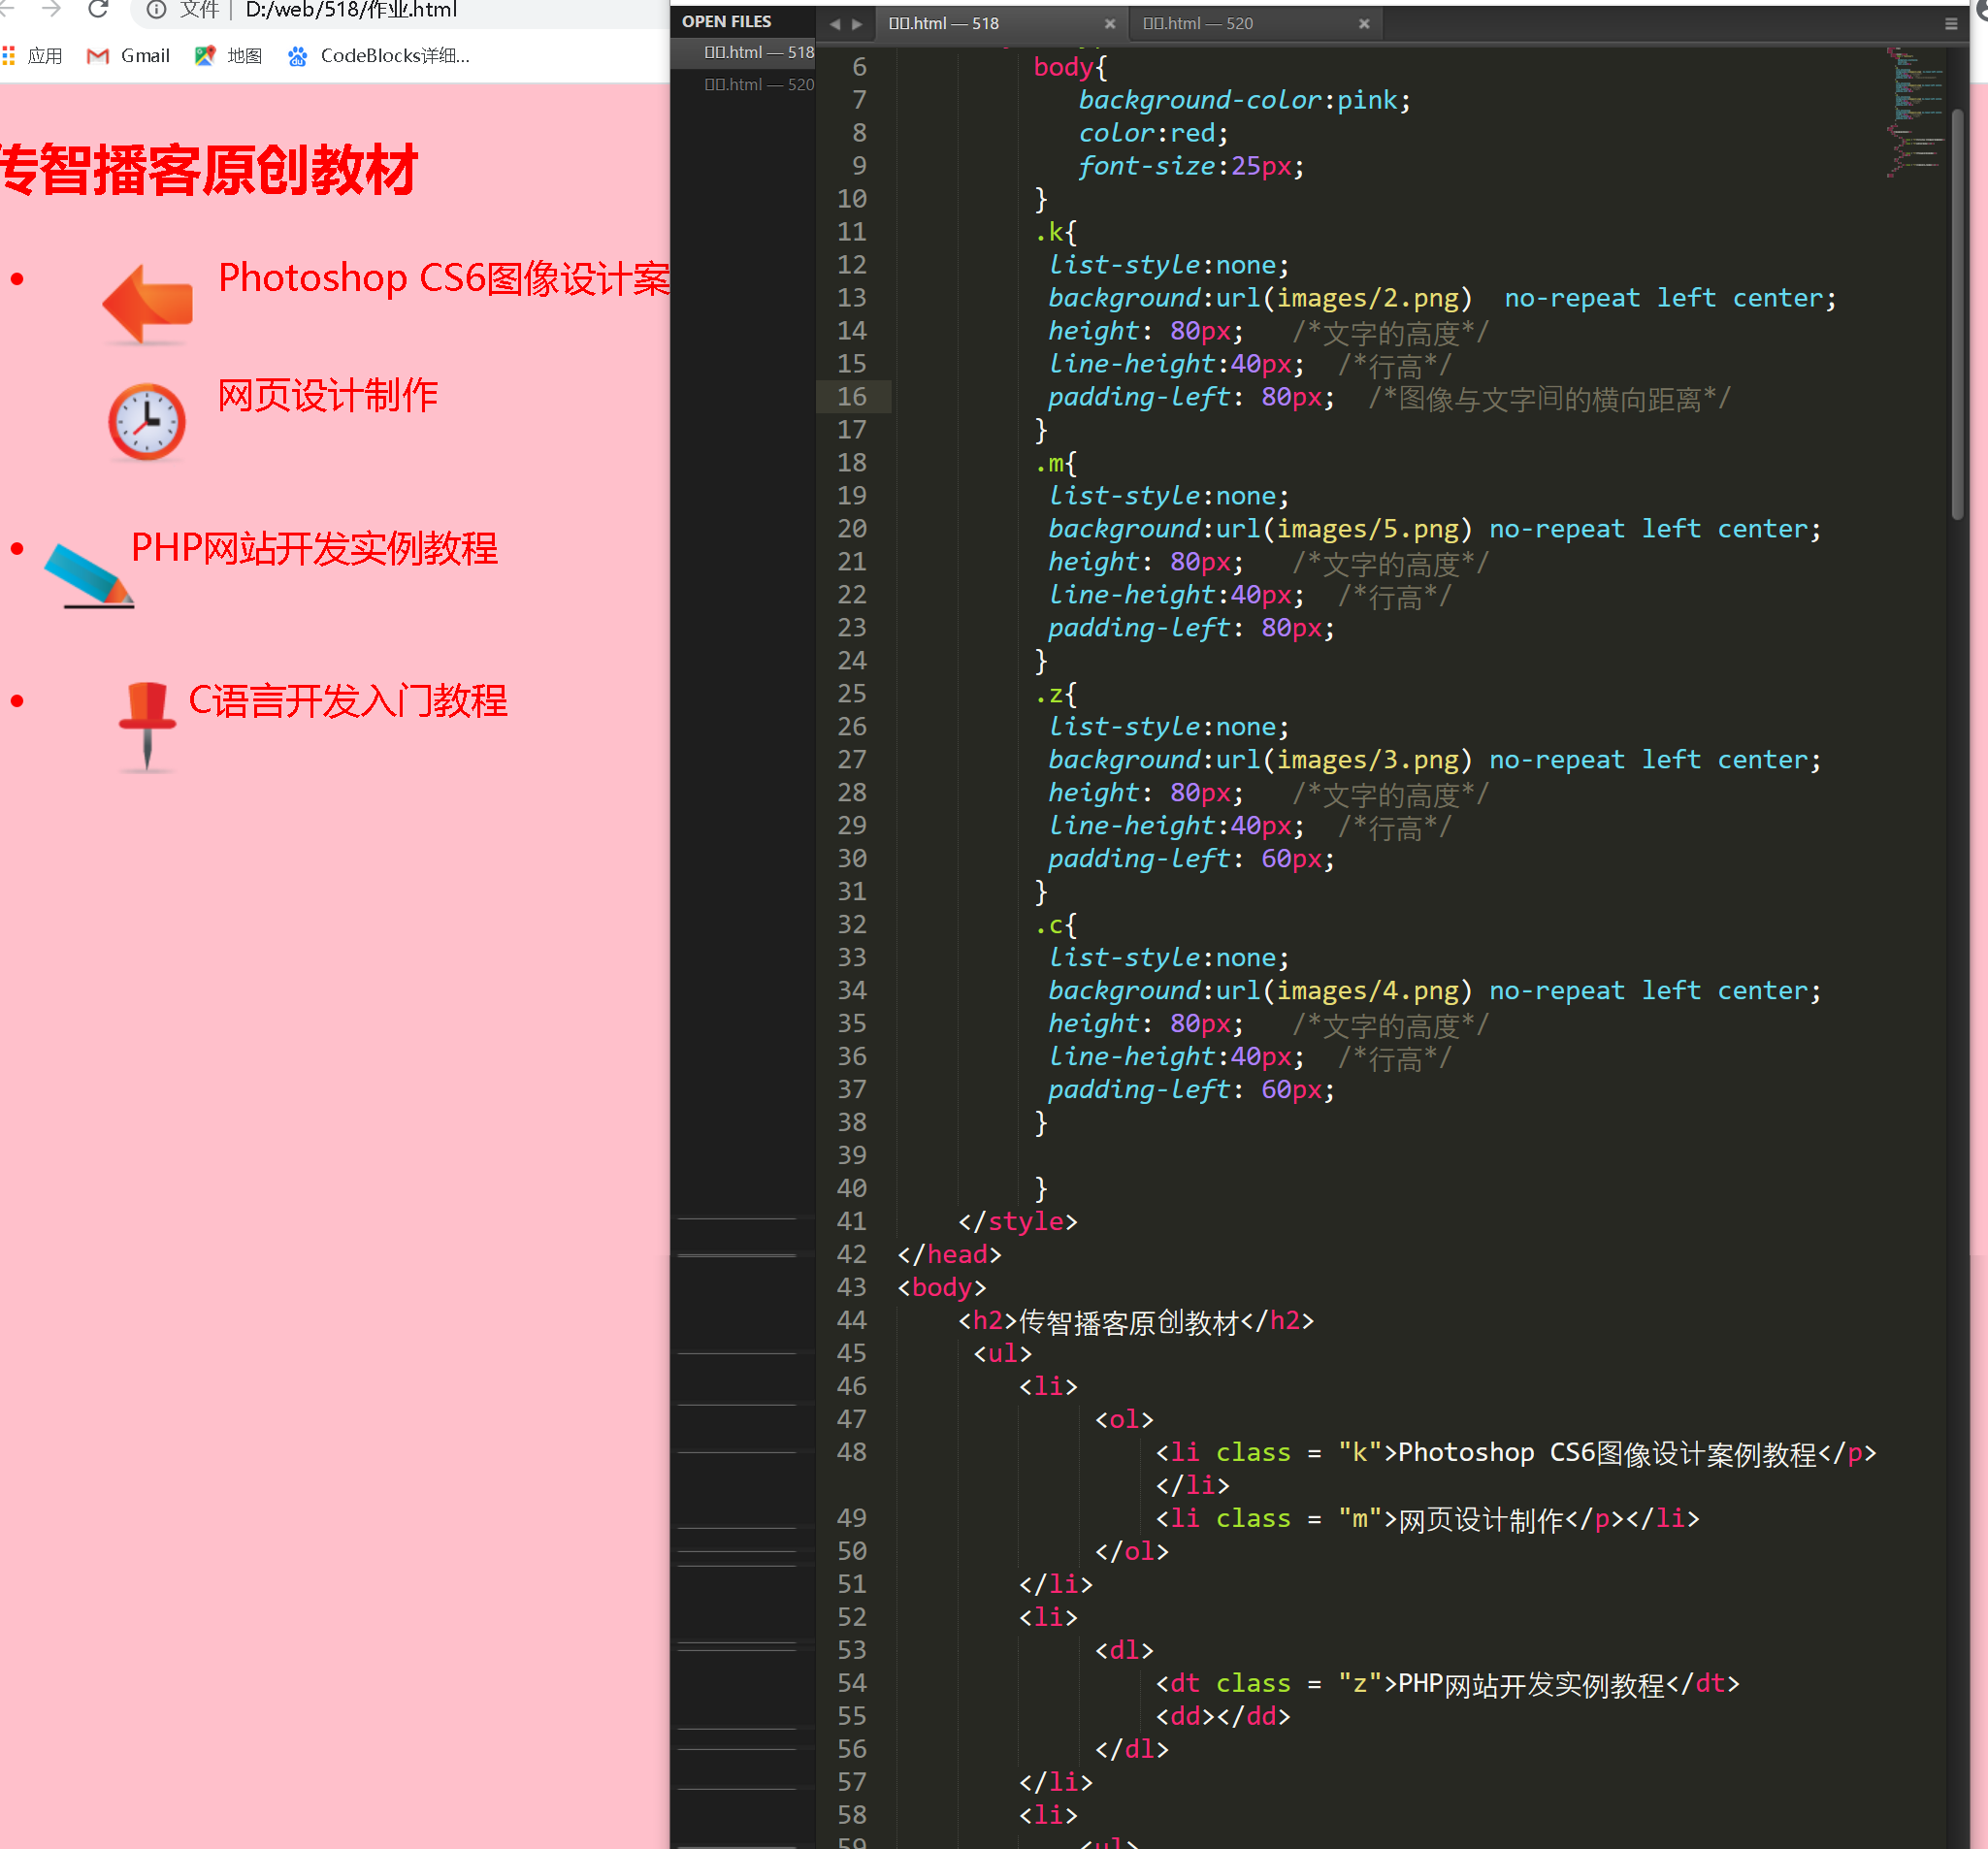 文件 | D:/web/518/作业.html
应用 Gmail 地图 CodeBlocks详细...
传智播客原创教材
Photoshop CS6图像设计案
网页设计制作
PHP网站开发实例教程
C语言开发入门教程
OPEN FILES
□□.html — 518
□□.html — 520
□□.html — 518 × □□.html — 520 ×
6 body{
7 background-color:pink;
8 color:red;
9 font-size:25px;
10 }
11 .k{
12 list-style:none;
13 background:url(images/2.png)  no-repeat left center;
14 height: 80px;   /*文字的高度*/
15 line-height:40px;  /*行高*/
16 padding-left: 80px;  /*图像与文字间的横向距离*/
17 }
18 .m{
19 list-style:none;
20 background:url(images/5.png) no-repeat left center;
21 height: 80px;   /*文字的高度*/
22 line-height:40px;  /*行高*/
23 padding-left: 80px;
24 }
25 .z{
26 list-style:none;
27 background:url(images/3.png) no-repeat left center;
28 height: 80px;   /*文字的高度*/
29 line-height:40px;  /*行高*/
30 padding-left: 60px;
31 }
32 .c{
33 list-style:none;
34 background:url(images/4.png) no-repeat left center;
35 height: 80px;   /*文字的高度*/
36 line-height:40px;  /*行高*/
37 padding-left: 60px;
38 }
39
40 }
41 </style>
42 </head>
43 <body>
44 <h2>传智播客原创教材</h2>
45 <ul>
46 <li>
47 <ol>
48 <li class = "k">Photoshop CS6图像设计案例教程</p>
</li>
49 <li class = "m">网页设计制作</p></li>
50 </ol>
51 </li>
52 <li>
53 <dl>
54 <dt class = "z">PHP网站开发实例教程</dt>
55 <dd></dd>
56 </dl>
57 </li>
58 <li>
59 <ul>